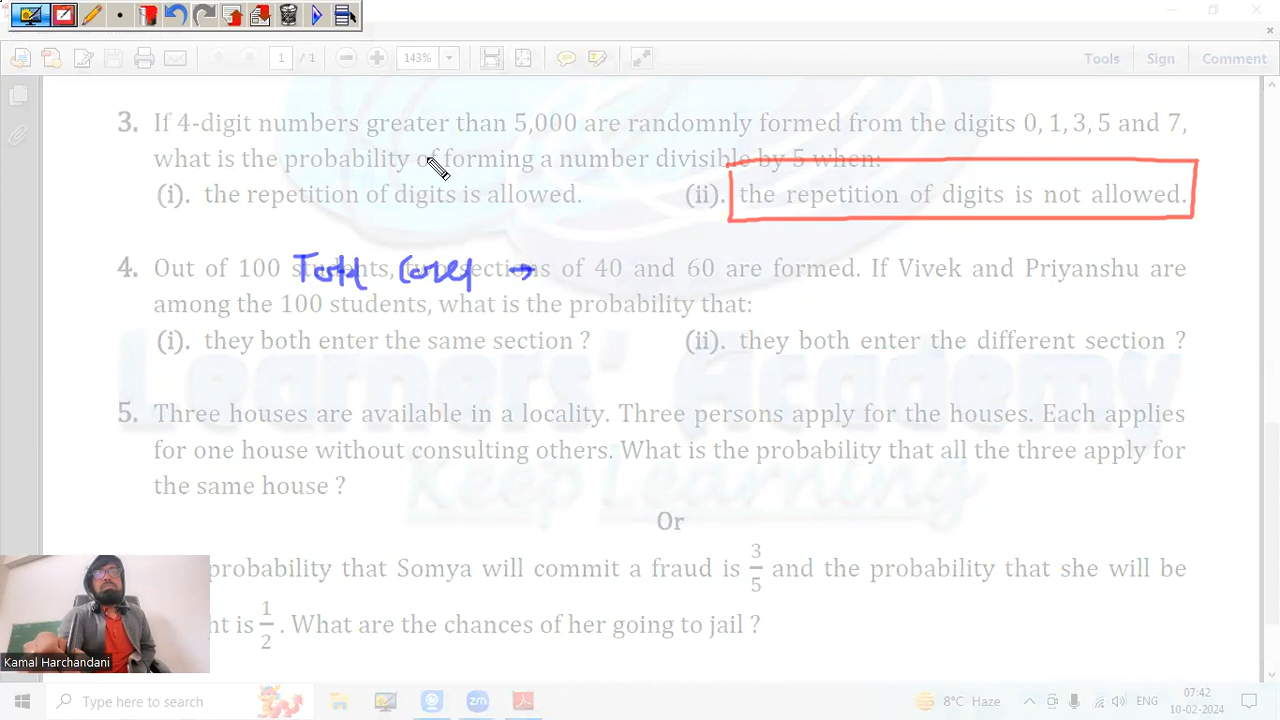 1 / 1
143%
Tools
Sign
Comment
3. If 4-digit numbers greater than 5,000 are randomnly formed from the digits 0, 1, 3, 5 and 7,
what is the probability of forming a number divisible by 5 when:
(i). the repetition of digits is allowed. (ii). the repetition of digits is not allowed.
4. Out of 100 students, two sections of 40 and 60 are formed. If Vivek and Priyanshu are
Total Cases →
among the 100 students, what is the probability that:
(i). they both enter the same section ? (ii). they both enter the different section ?
Learners' Academy
5. Three houses are available in a locality. Three persons apply for the houses. Each applies
for one house without consulting others. What is the probability that all the three apply for
the same house ?
Keep Learning
Or
probability that Somya will commit a fraud is 3/5 and the probability that she will be
nt is 1/2. What are the chances of her going to jail ?
Kamal Harchandani
Type here to search
zm
8°C Haze
ENG
07:42
10-02-2024